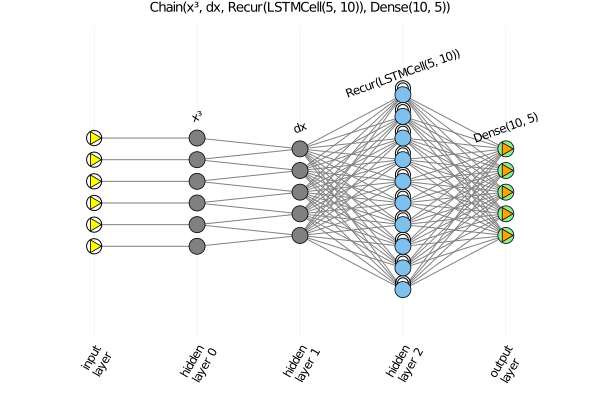 Chain(x³, dx, Recur(LSTMCell(5, 10)), Dense(10, 5))
x³
dx
Recur(LSTMCell(5, 10))
Dense(10, 5)
input
layer
hidden
layer 0
hidden
layer 1
hidden
layer 2
output
layer